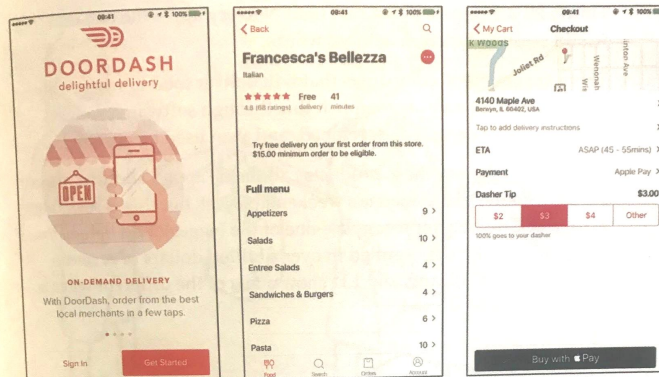 09:41
100%
DOORDASH
delightful delivery
OPEN
ON-DEMAND DELIVERY
With DoorDash, order from the best
local merchants in a few taps.
Sign In
Get Started
09:41
100%
Back
Francesca's Bellezza
Italian
★★★★★ Free 41
4.8 (68 ratings) delivery minutes
Try free delivery on your first order from this store.
$15.00 minimum order to be eligible.
Full menu
Appetizers 9 >
Salads 10 >
Entree Salads 4 >
Sandwiches & Burgers 4 >
Pizza 6 >
Pasta 10 >
Food Search Orders Account
09:41
100%
My Cart Checkout
K Woods
Joliet Rd
Wenonah
inton Ave
4140 Maple Ave
Berwyn, IL 60402, USA
Tap to add delivery instructions
ETA ASAP (45 - 55mins) >
Payment Apple Pay >
Dasher Tip $3.00
$2 $3 $4 Other
100% goes to your dasher
Buy with Pay